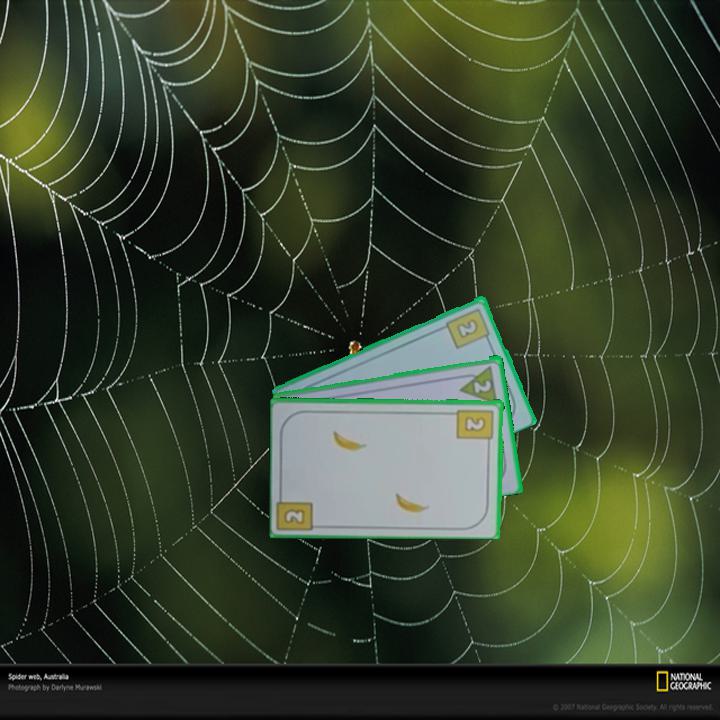 2
2
2
2
Spider web, Australia
Photograph by Darlyne Murawski
NATIONAL
GEOGRAPHIC
© 2007 National Geographic Society. All rights reserved.